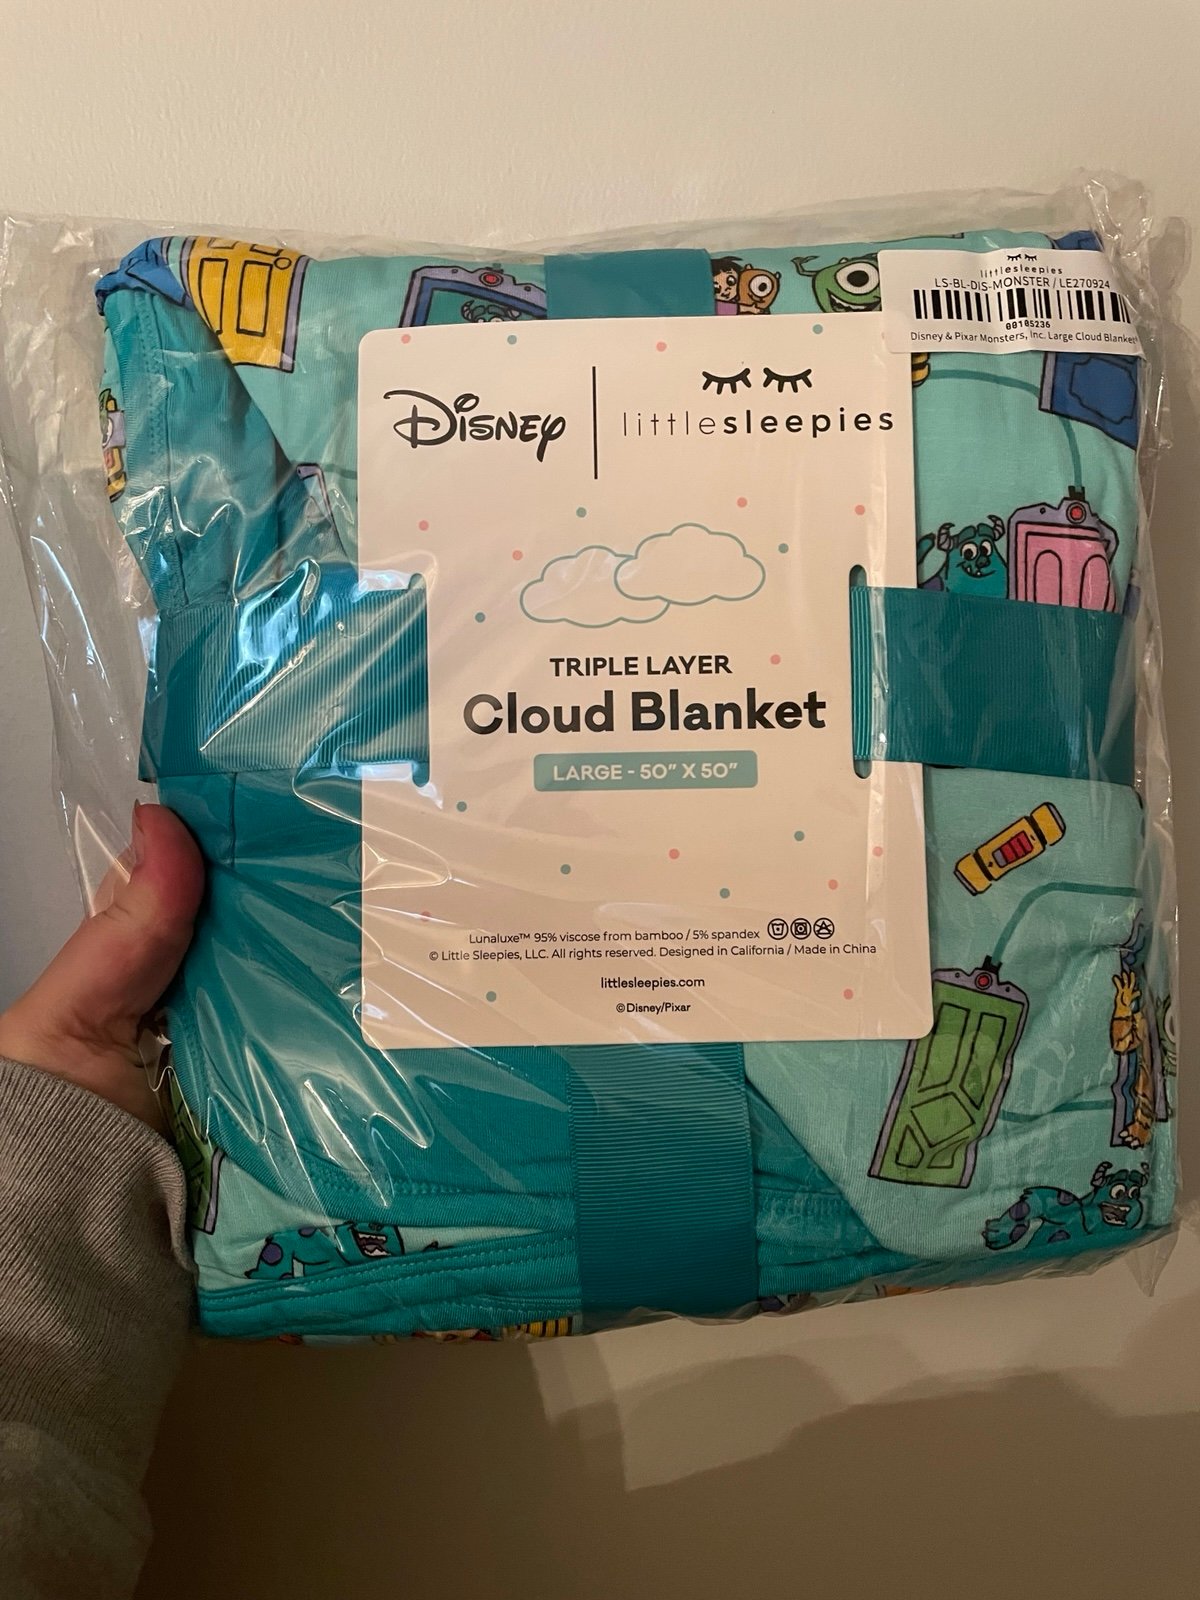 littlesleepies
LS-BL-DIS-MONSTER / LE270924
00105236
Disney & Pixar Monsters, Inc. Large Cloud Blanket
Disney
littlesleepies
TRIPLE LAYER
Cloud Blanket
LARGE - 50” X 50”
Lunaluxe™ 95% viscose from bamboo / 5% spandex
© Little Sleepies, LLC. All rights reserved. Designed in California / Made in China
littlesleepies.com
©Disney/Pixar